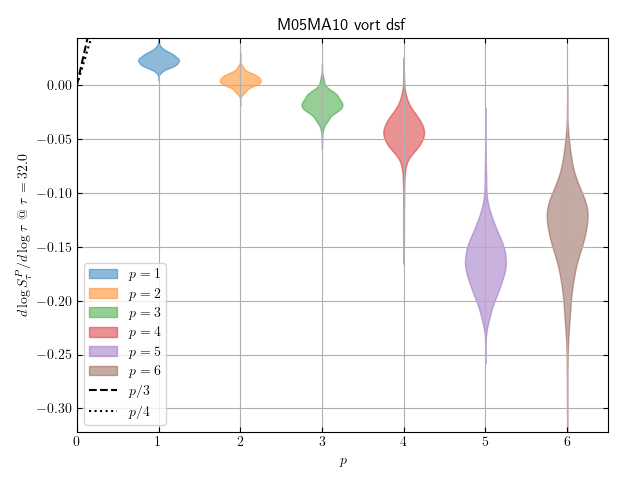 M05MA10 vort dsf
d log S_τ^P / d log τ @ τ = 32.0
0.00
−0.05
−0.10
−0.15
−0.20
−0.25
−0.30
p = 1
p = 2
p = 3
p = 4
p = 5
p = 6
p/3
p/4
0 1 2 3 4 5 6
p